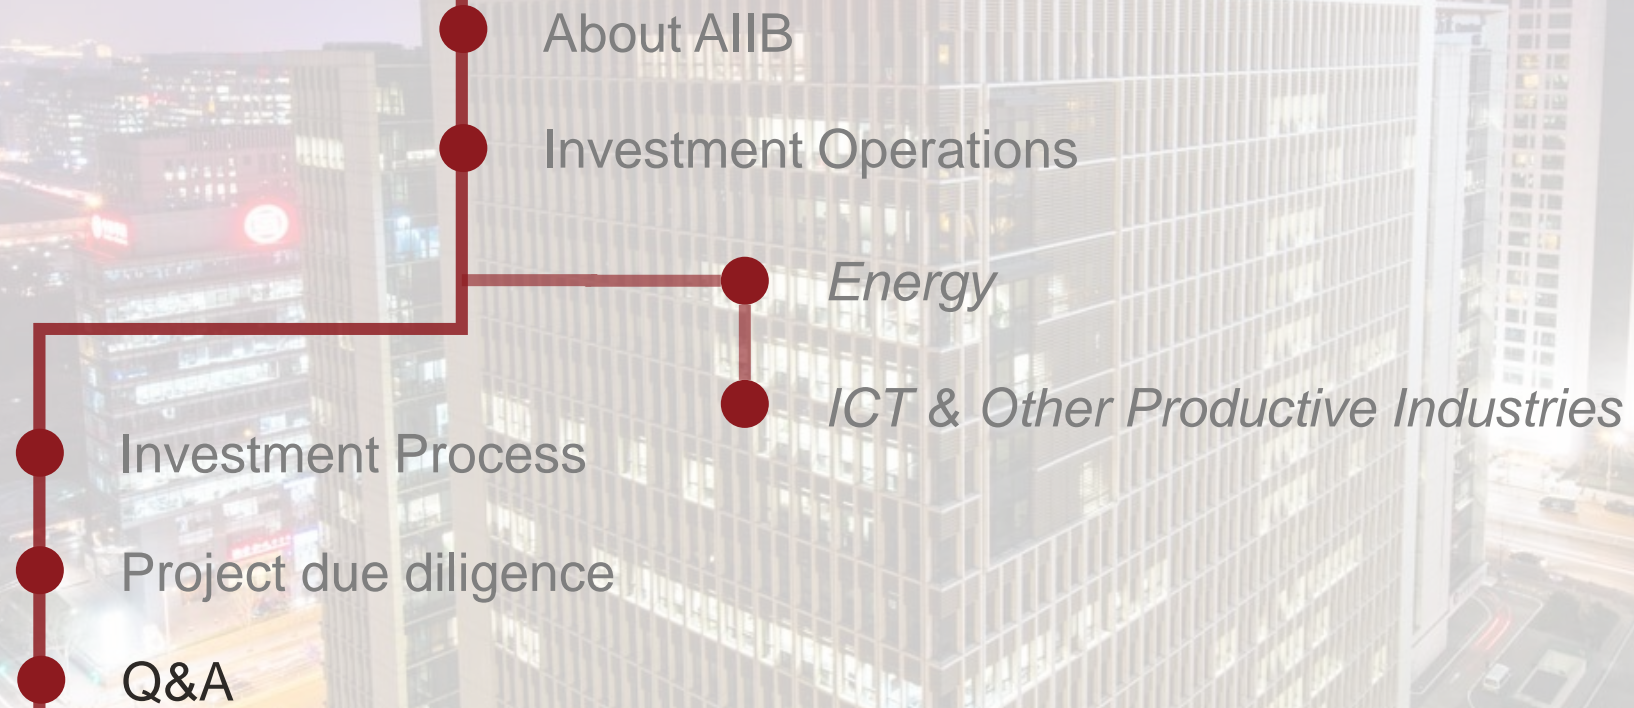 About AIIB
Investment Operations
Energy
ICT & Other Productive Industries
Investment Process
Project due diligence
Q&A